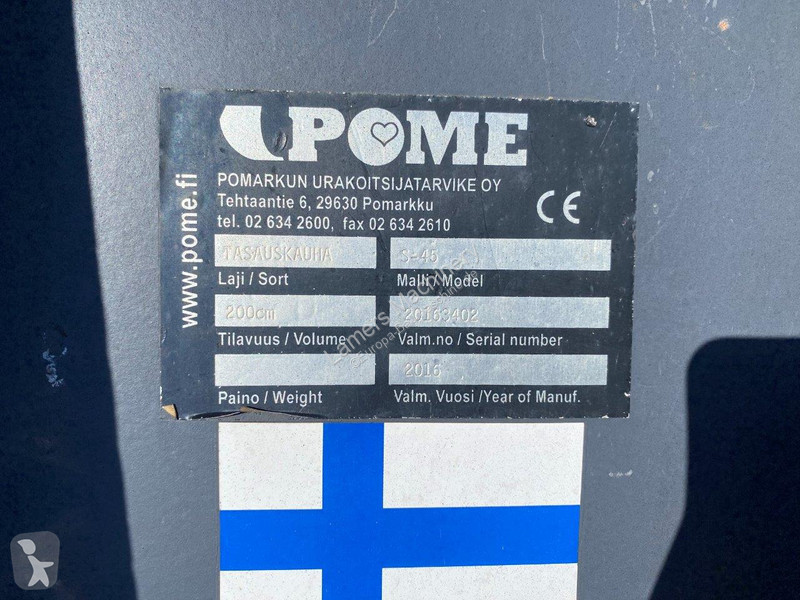 POME
www.pome.fi
POMARKUN URAKOITSIJATARVIKE OY
Tehtaantie 6, 29630 Pomarkku
tel. 02 634 2600, fax 02 634 2610
CE
TASAUSKAUHA S-45
Laji / Sort Malli / Model
200cm 20163402
Tilavuus / Volume Valm.no / Serial number
2016
Paino / Weight Valm. Vuosi /Year of Manuf.
Lamers Machinery